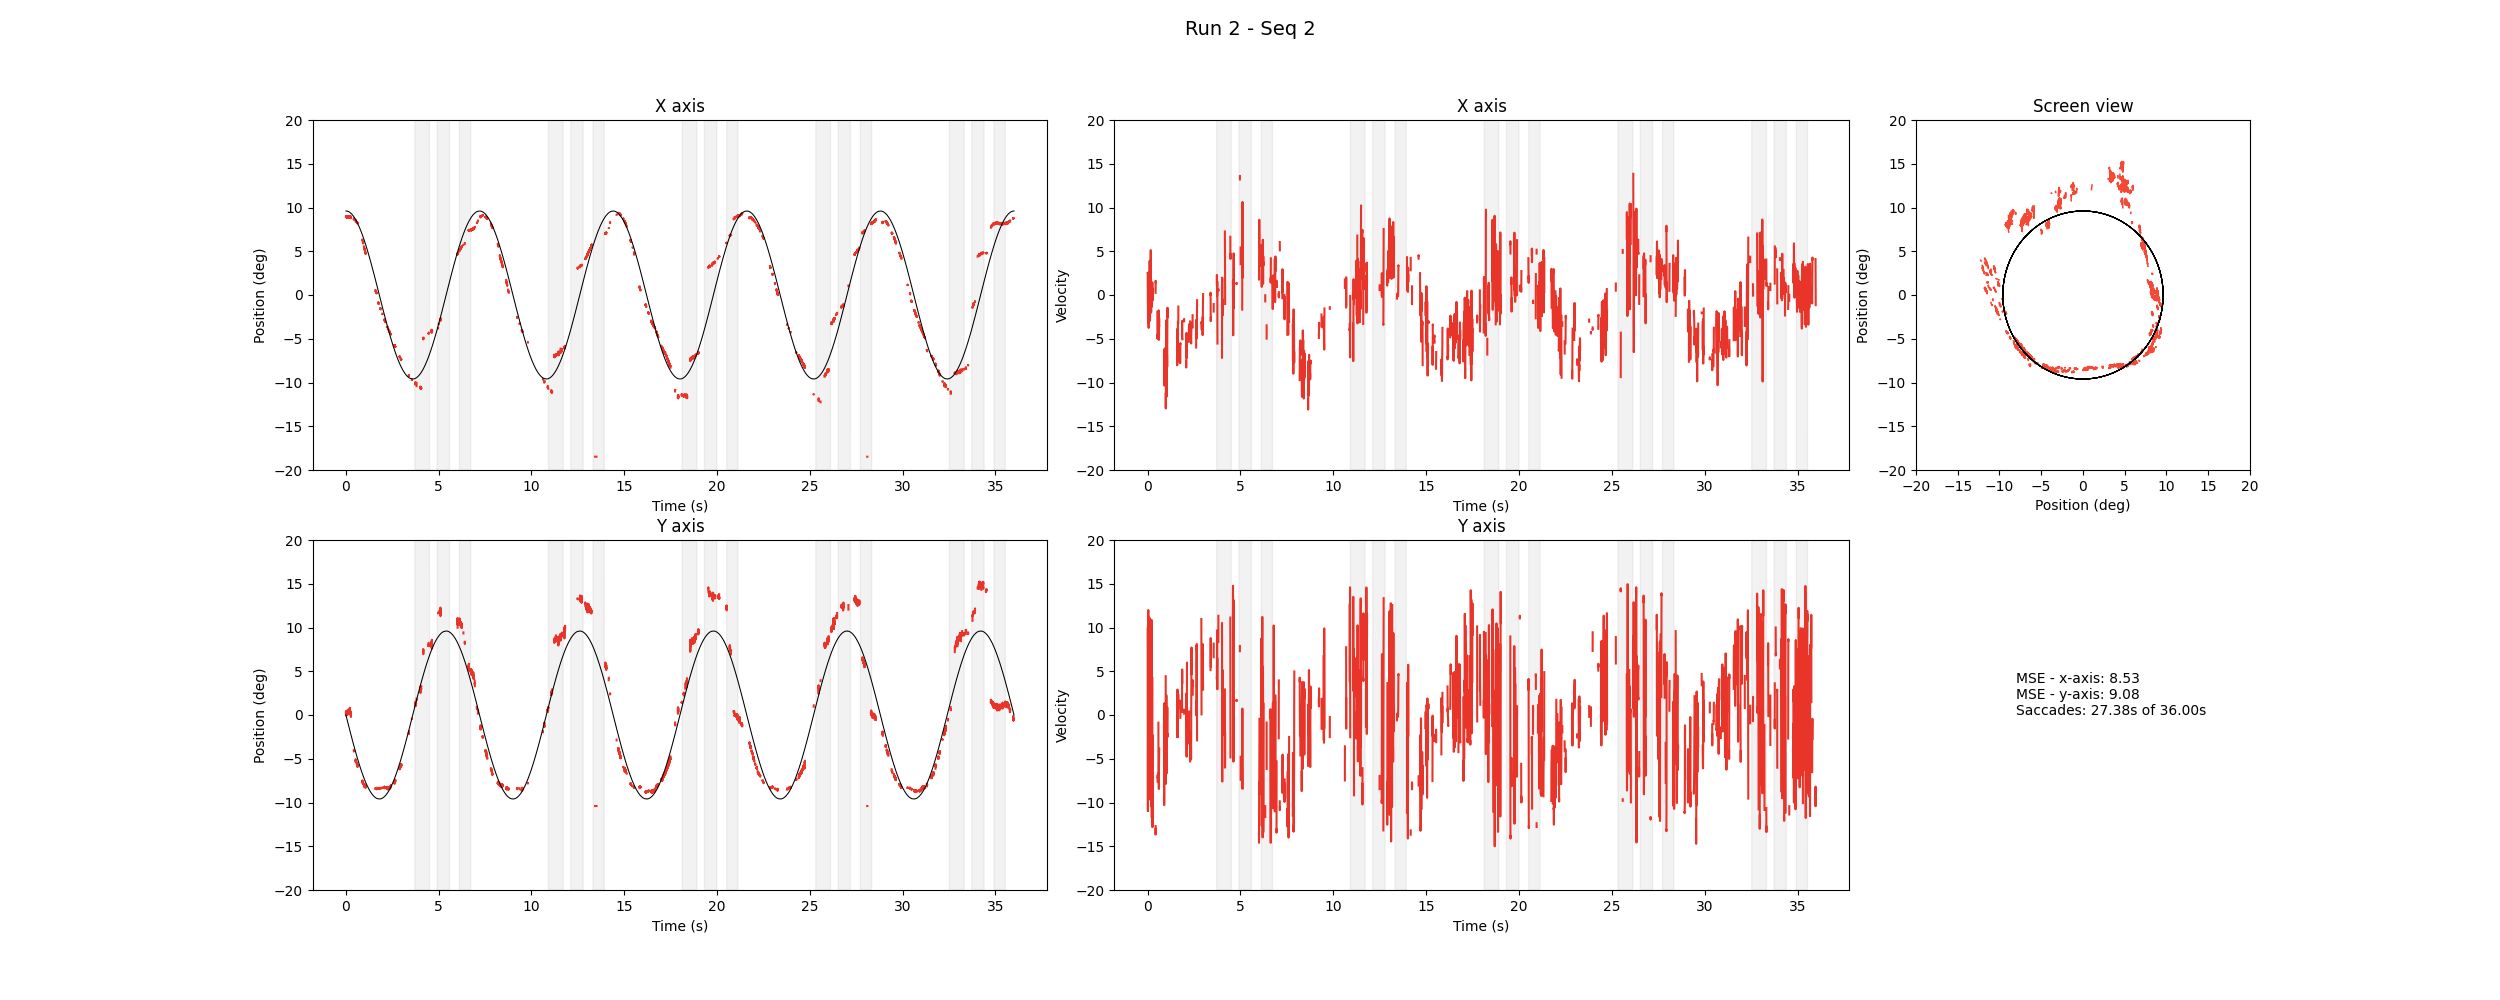 Run 2 - Seq 2
X axis
X axis
Screen view
20
15
10
5
0
−5
−10
−15
−20
Position (deg)
0 5 10 15 20 25 30 35
Time (s)
20
15
10
5
0
−5
−10
−15
−20
Velocity
0 5 10 15 20 25 30 35
Time (s)
20
15
10
5
0
−5
−10
−15
−20
Position (deg)
−20 −15 −10 −5 0 5 10 15 20
Position (deg)
Y axis
Y axis
20
15
10
5
0
−5
−10
−15
−20
Position (deg)
0 5 10 15 20 25 30 35
Time (s)
20
15
10
5
0
−5
−10
−15
−20
Velocity
0 5 10 15 20 25 30 35
Time (s)
MSE - x-axis: 8.53
MSE - y-axis: 9.08
Saccades: 27.38s of 36.00s